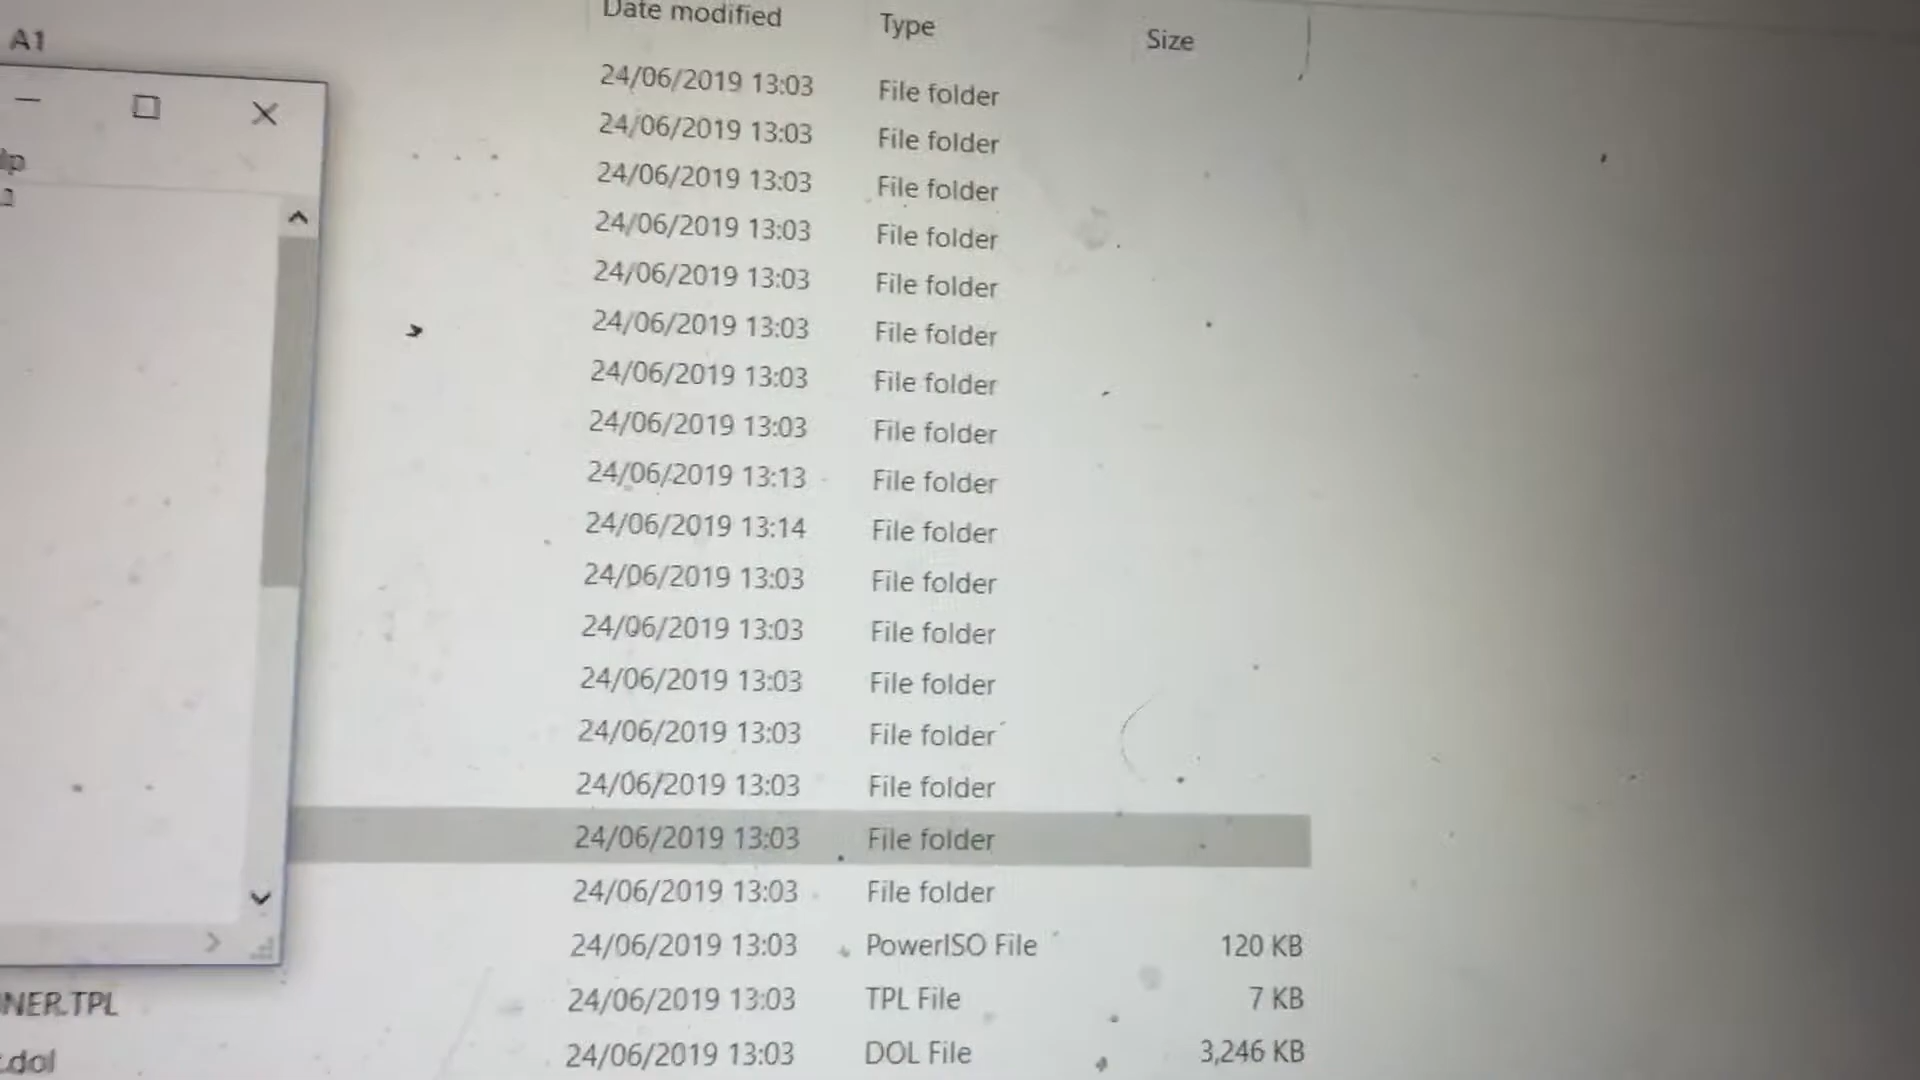 Date modified Type Size
A1
24/06/2019 13:03 File folder
24/06/2019 13:03 File folder
lp
24/06/2019 13:03 File folder
24/06/2019 13:03 File folder
24/06/2019 13:03 File folder
24/06/2019 13:03 File folder
24/06/2019 13:03 File folder
24/06/2019 13:03 File folder
24/06/2019 13:13 File folder
24/06/2019 13:14 File folder
24/06/2019 13:03 File folder
24/06/2019 13:03 File folder
24/06/2019 13:03 File folder
24/06/2019 13:03 File folder
24/06/2019 13:03 File folder
24/06/2019 13:03 File folder
24/06/2019 13:03 File folder
24/06/2019 13:03 PowerISO File 120 KB
NER.TPL 24/06/2019 13:03 TPL File 7 KB
.dol 24/06/2019 13:03 DOL File 3,246 KB